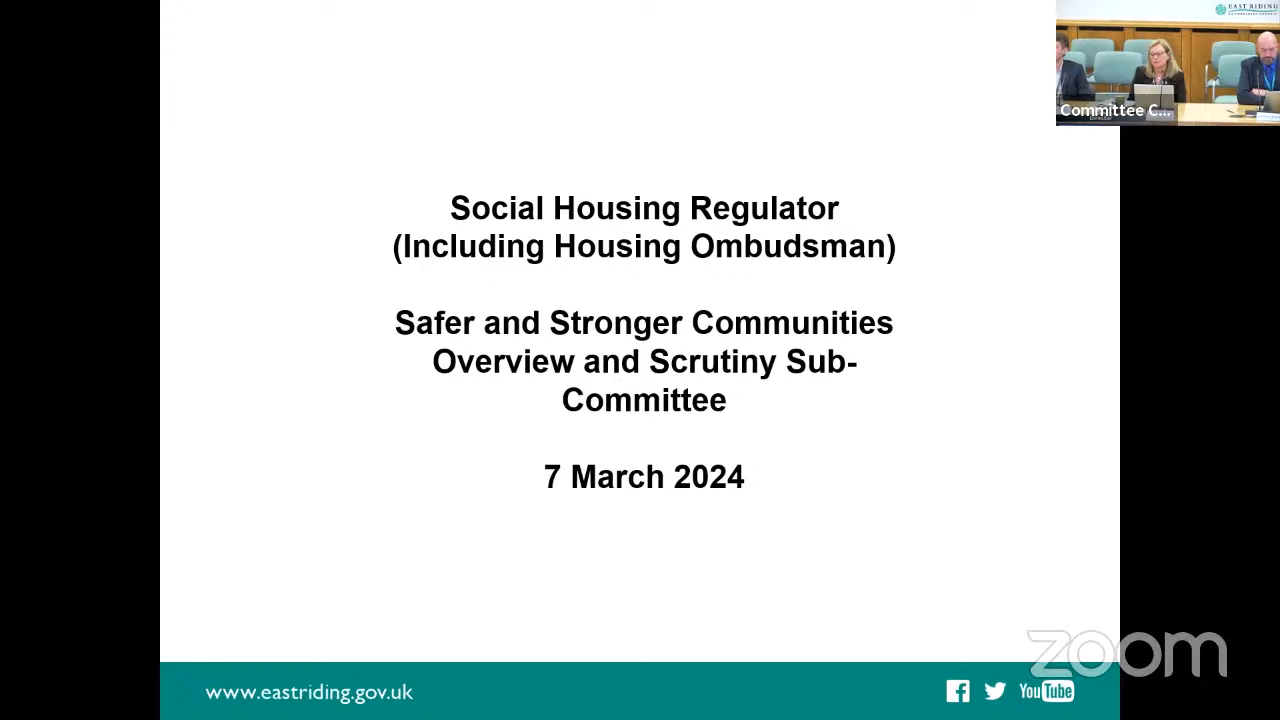 EAST RIDING
Committee C...
Social Housing Regulator
(Including Housing Ombudsman)
Safer and Stronger Communities
Overview and Scrutiny Sub-
Committee
7 March 2024
zoom
www.eastriding.gov.uk
YouTube